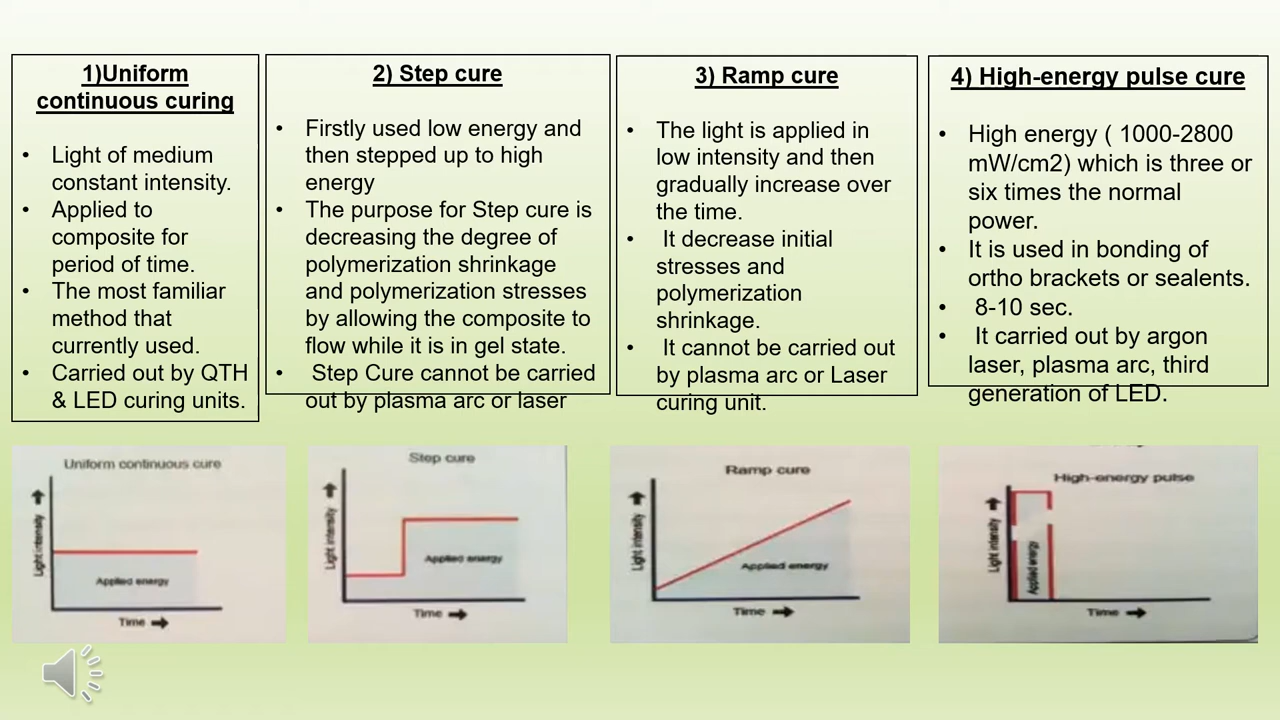 1)Uniform
continuous curing
• Light of medium
constant intensity.
• Applied to
composite for
period of time.
• The most familiar
method that
currently used.
• Carried out by QTH
& LED curing units.
2) Step cure
• Firstly used low energy and
then stepped up to high
energy
• The purpose for Step cure is
decreasing the degree of
polymerization shrinkage
and polymerization stresses
by allowing the composite to
flow while it is in gel state.
• Step Cure cannot be carried
out by plasma arc or laser
3) Ramp cure
• The light is applied in
low intensity and then
gradually increase over
the time.
• It decrease initial
stresses and
polymerization
shrinkage.
• It cannot be carried out
by plasma arc or Laser
curing unit.
4) High-energy pulse cure
• High energy ( 1000-2800
mW/cm2) which is three or
six times the normal
power.
• It is used in bonding of
ortho brackets or sealents.
• 8-10 sec.
• It carried out by argon
laser, plasma arc, third
generation of LED.
Uniform continuous cure
Light intensity
Applied energy
Time
Step cure
Light intensity
Applied energy
Time
Ramp cure
Light intensity
Applied energy
Time
High-energy pulse
Light intensity
Applied energy
Time